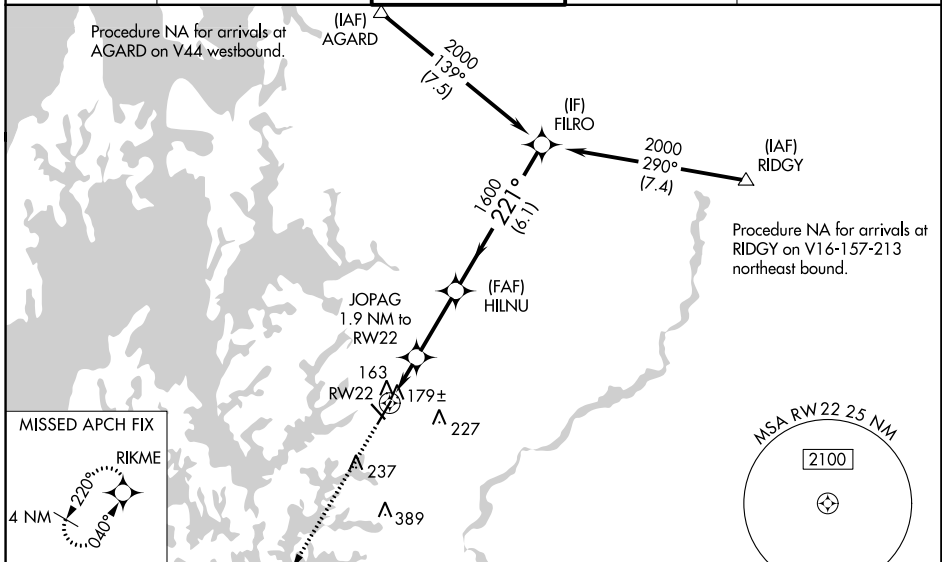 Procedure NA for arrivals at
AGARD on V44 westbound.
(IAF)
AGARD
2000
139°
(7.5)
(IF)
FILRO
2000
290°
(7.4)
(IAF)
RIDGY
1600
221°
(6.1)
Procedure NA for arrivals at
RIDGY on V16-157-213
northeast bound.
(FAF)
HILNU
JOPAG
1.9 NM to
RW22
163
RW22
179±
227
237
389
MISSED APCH FIX
RIKME
220°
4 NM
040°
MSA RW 22 25 NM
2100